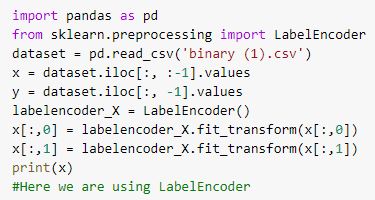 import pandas as pd
from sklearn.preprocessing import LabelEncoder
dataset = pd.read_csv('binary (1).csv')
x = dataset.iloc[:, :-1].values
y = dataset.iloc[:, -1].values
labelencoder_X = LabelEncoder()
x[:,0] = labelencoder_X.fit_transform(x[:,0])
x[:,1] = labelencoder_X.fit_transform(x[:,1])
print(x)
#Here we are using LabelEncoder